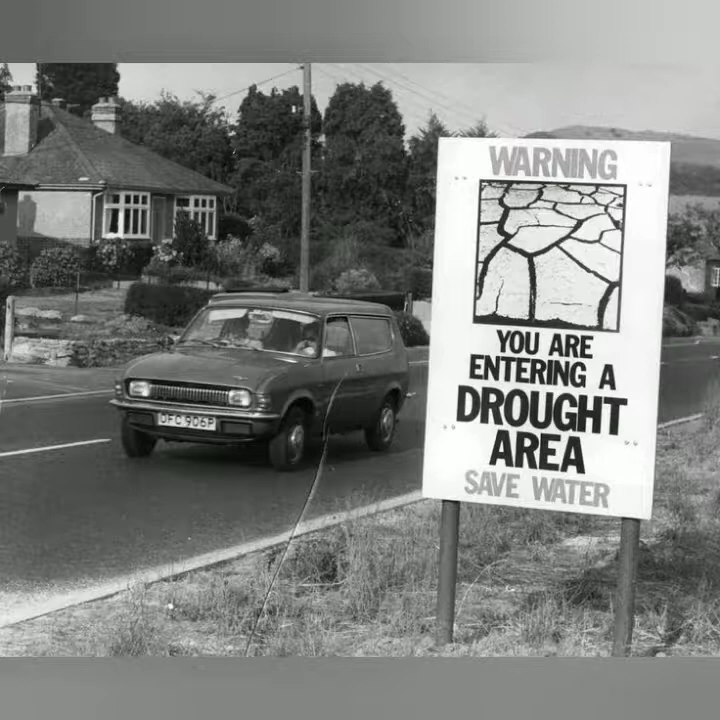 WARNING
YOU ARE
ENTERING A
DROUGHT
AREA
SAVE WATER
OFC 906P